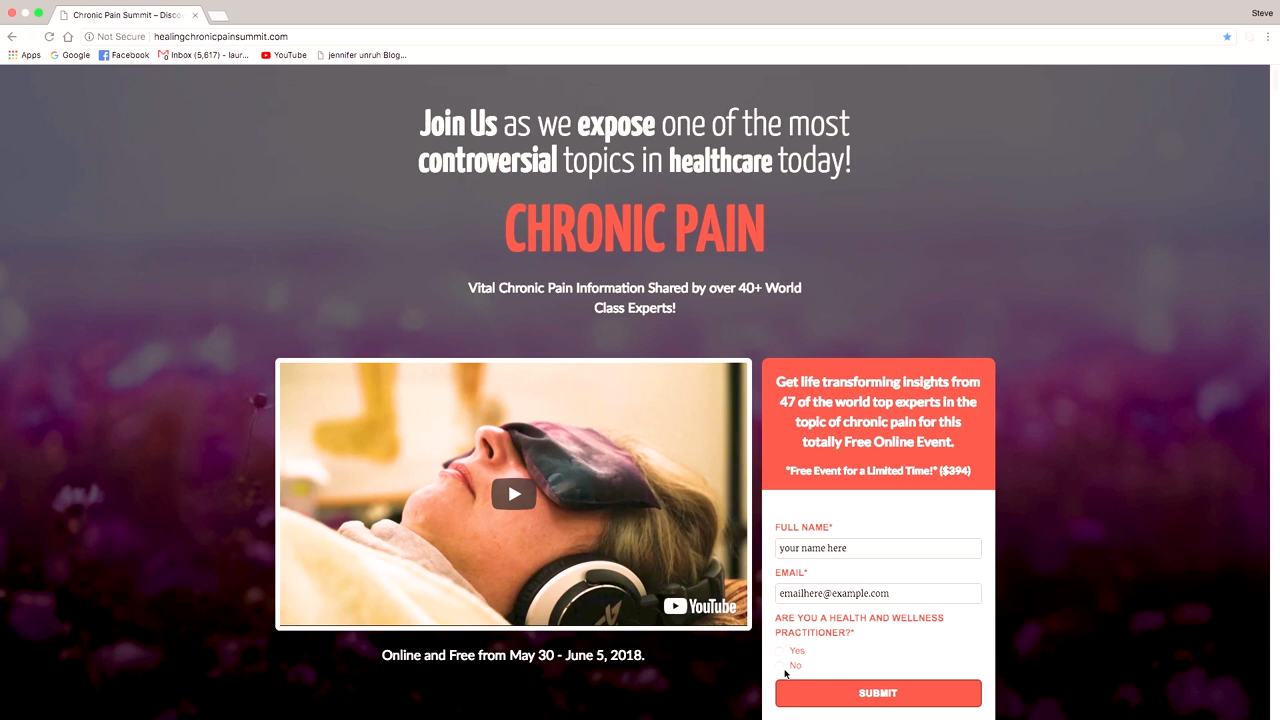 Chronic Pain Summit – Disco
Steve
Not Secure healingchronicpainsummit.com
Apps Google Facebook Inbox (5,617) - laur... YouTube jennifer unruh Blog...
Join Us as we expose one of the most
controversial topics in healthcare today!
CHRONIC PAIN
Vital Chronic Pain Information Shared by over 40+ World
Class Experts!
YouTube
Online and Free from May 30 - June 5, 2018.
Get life transforming insights from
47 of the world top experts in the
topic of chronic pain for this
totally Free Online Event.
*Free Event for a Limited Time!* ($394)
FULL NAME*
your name here
EMAIL*
emailhere@example.com
ARE YOU A HEALTH AND WELLNESS
PRACTITIONER?*
Yes
No
SUBMIT